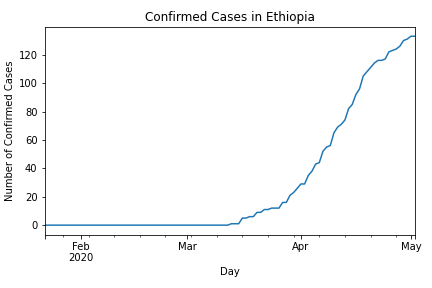 Confirmed Cases in Ethiopia
Number of Confirmed Cases
120
100
80
60
40
20
0
Feb Mar Apr May
2020
Day